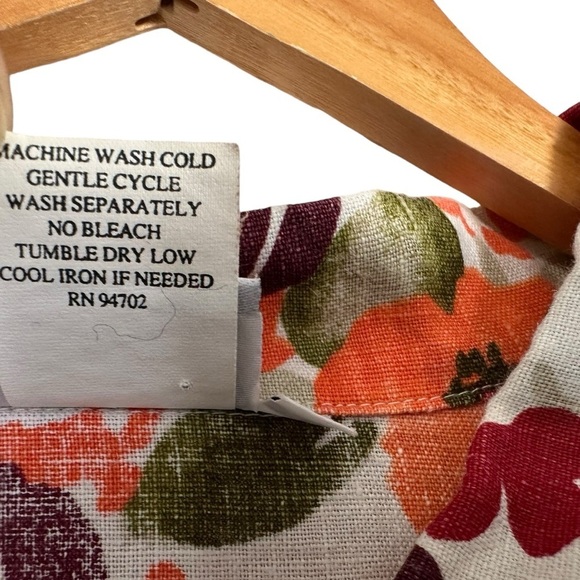 MACHINE WASH COLD
GENTLE CYCLE
WASH SEPARATELY
NO BLEACH
TUMBLE DRY LOW
COOL IRON IF NEEDED
RN 94702